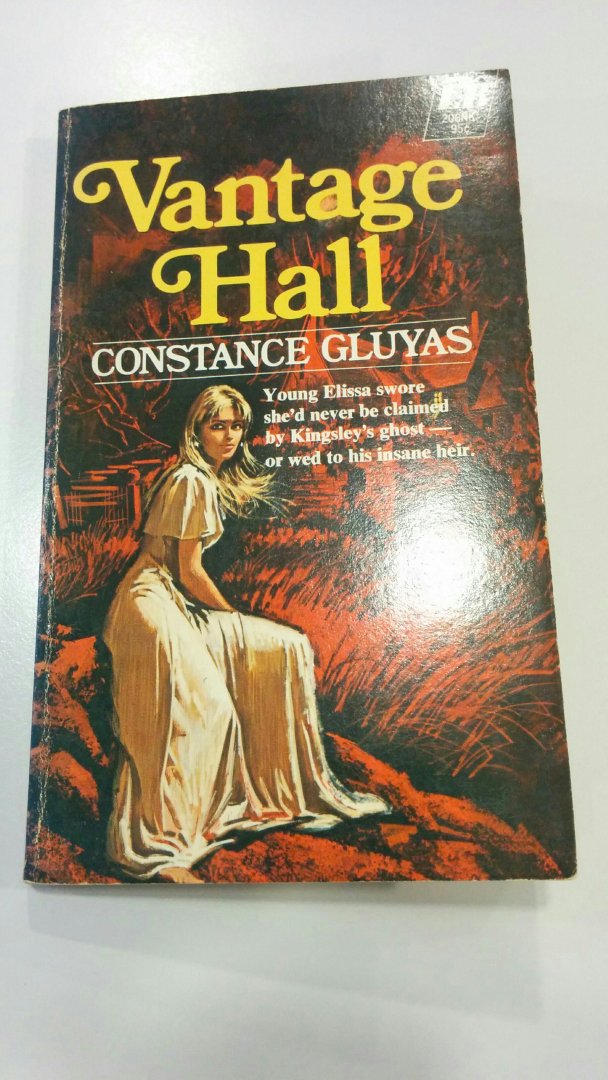 95¢
Vantage
Hall
CONSTANCE GLUYAS
Young Elissa swore
she'd never be claimed
by Kingsley's ghost —
or wed to his insane heir.